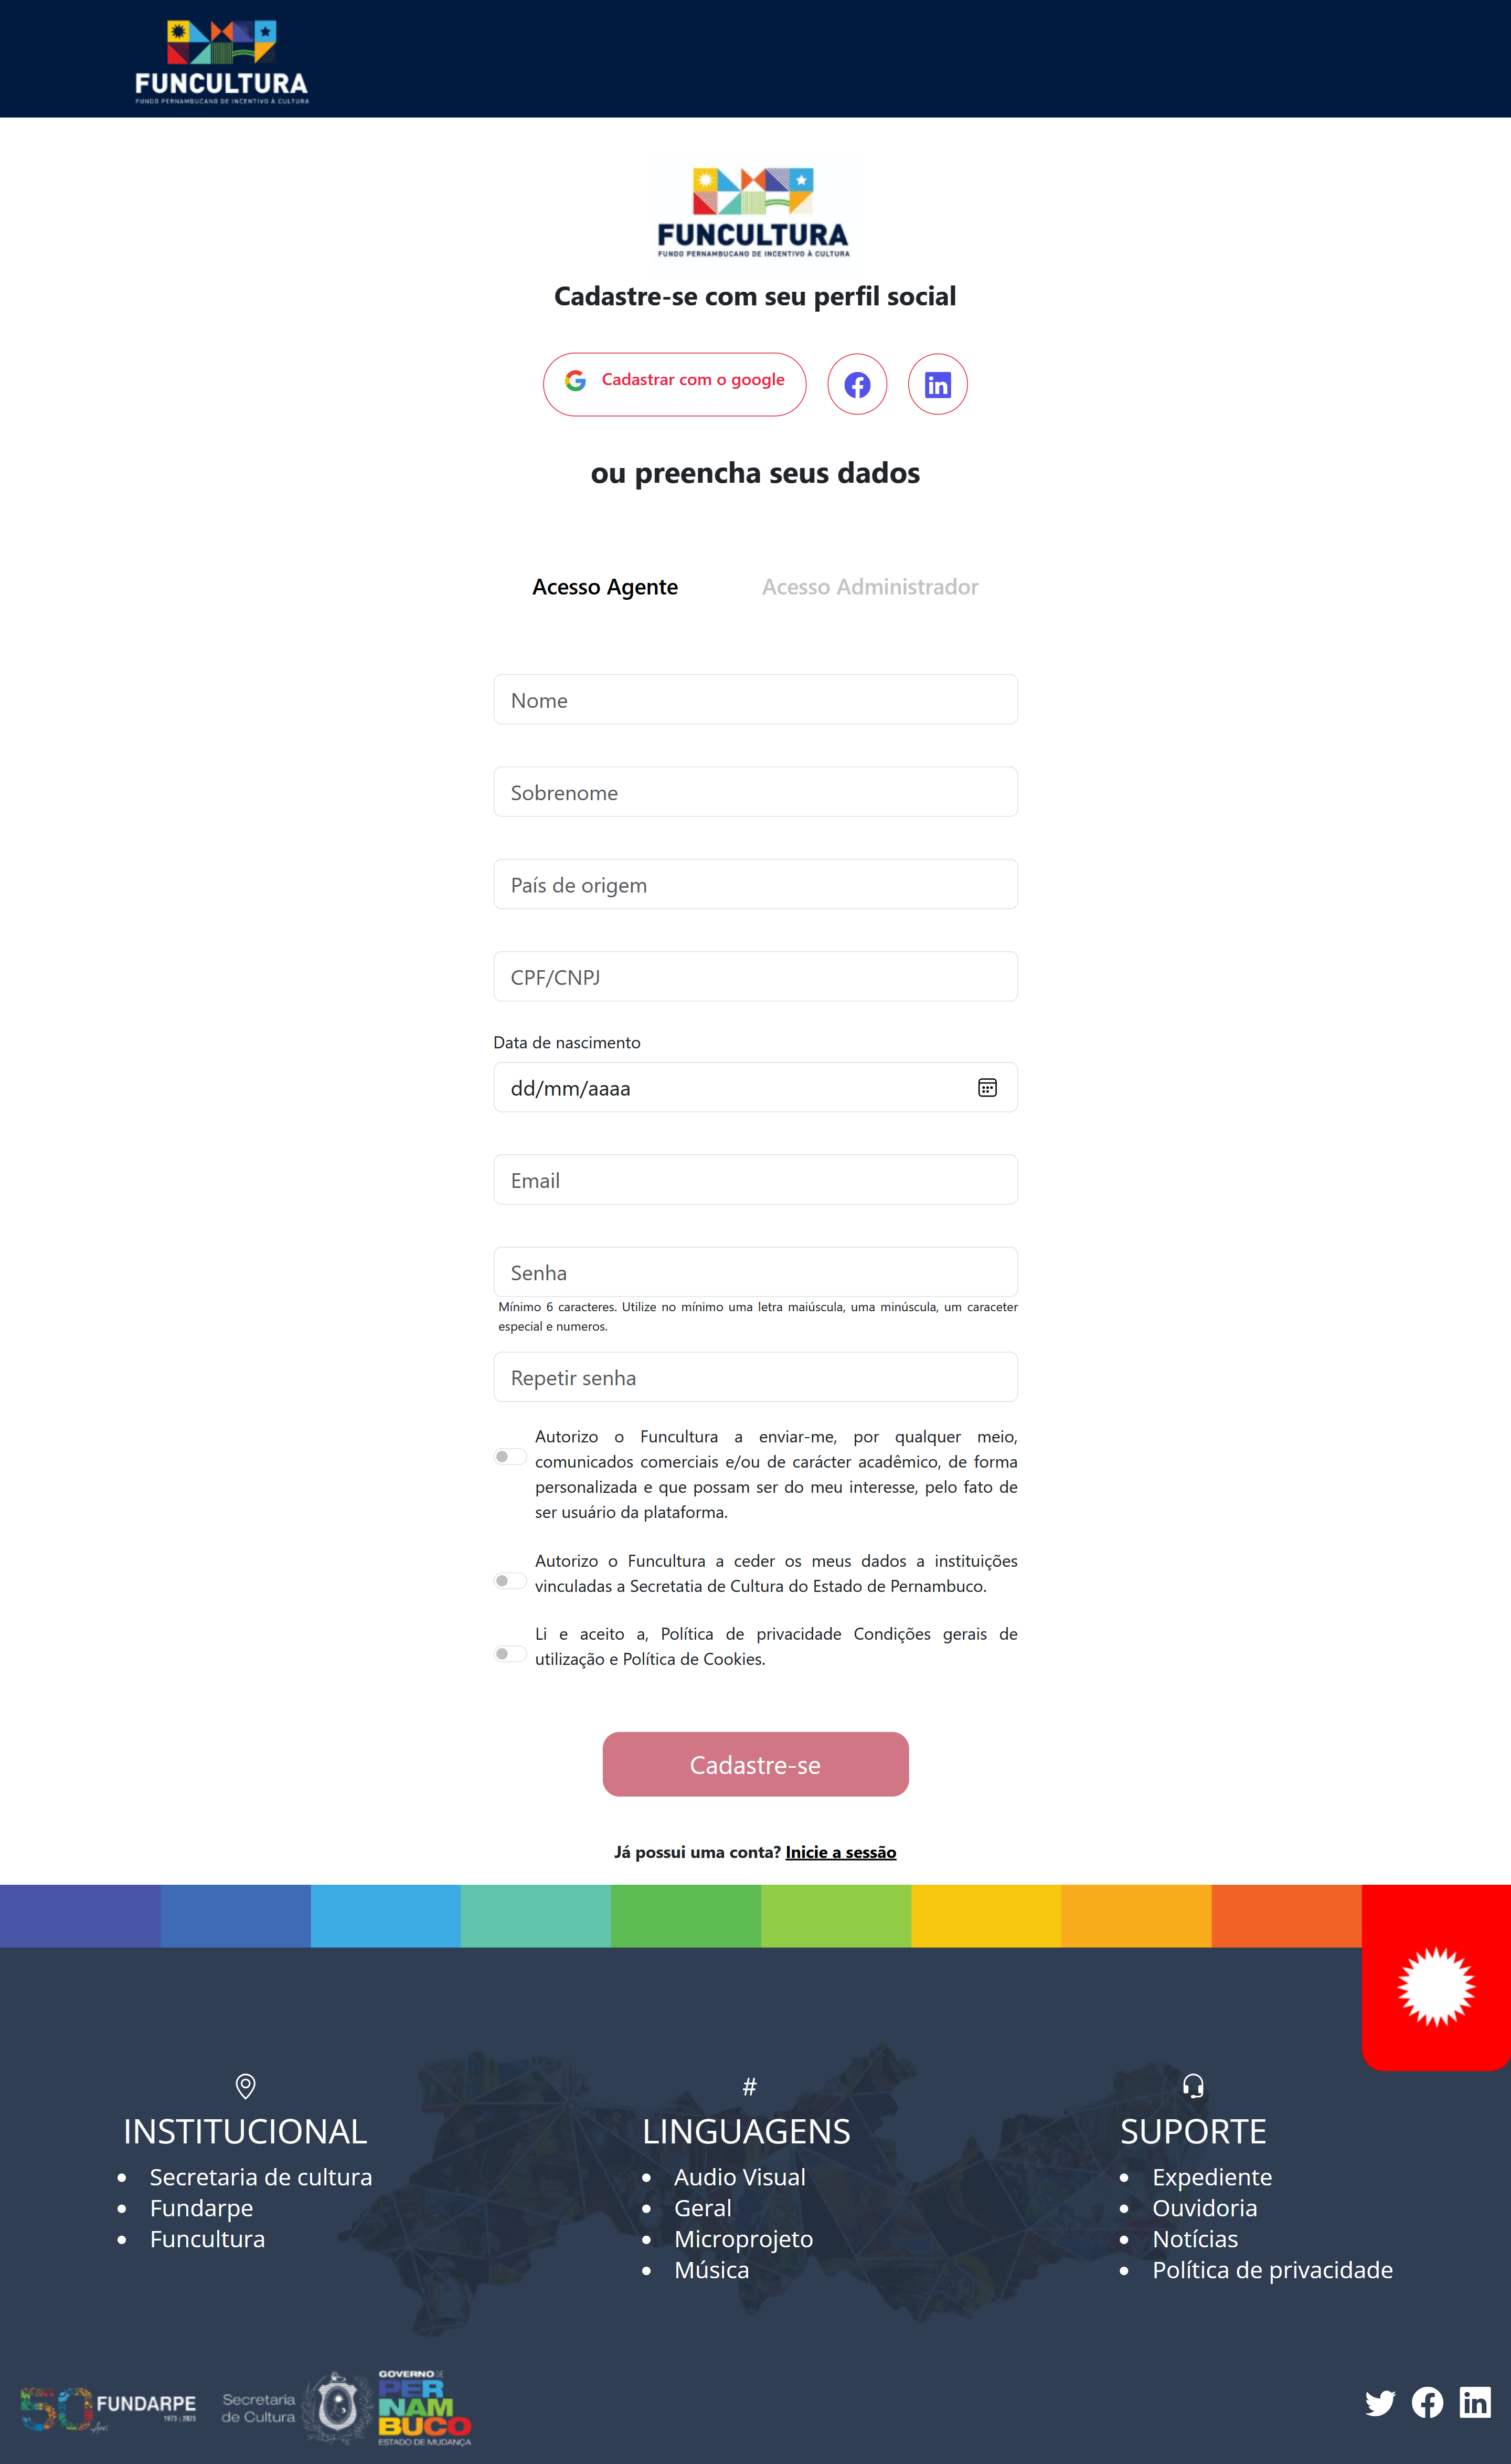 FUNCULTURA
FUNDO PERNAMBUCANO DE INCENTIVO À CULTURA
FUNCULTURA
FUNDO PERNAMBUCANO DE INCENTIVO À CULTURA
Cadastre-se com seu perfil social
Cadastrar com o google
ou preencha seus dados
Acesso Agente Acesso Administrador
Nome
Sobrenome
País de origem
CPF/CNPJ
Data de nascimento
dd/mm/aaaa
Email
Senha
Mínimo 6 caracteres. Utilize no mínimo uma letra maiúscula, uma minúscula, um caraceter
especial e numeros.
Repetir senha
Autorizo o Funcultura a enviar-me, por qualquer meio,
comunicados comerciais e/ou de carácter acadêmico, de forma
personalizada e que possam ser do meu interesse, pelo fato de
ser usuário da plataforma.
Autorizo o Funcultura a ceder os meus dados a instituições
vinculadas a Secretatia de Cultura do Estado de Pernambuco.
Li e aceito a, Política de privacidade Condições gerais de
utilização e Política de Cookies.
Cadastre-se
Já possui uma conta? Inicie a sessão
#
INSTITUCIONAL
Secretaria de cultura
Fundarpe
Funcultura
LINGUAGENS
Audio Visual
Geral
Microprojeto
Música
SUPORTE
Expediente
Ouvidoria
Notícias
Política de privacidade
50 Anos
FUNDARPE
1973 | 2023
Secretaria
de Cultura
GOVERNO DE
PER
NAM
BUCO
ESTADO DE MUDANÇA